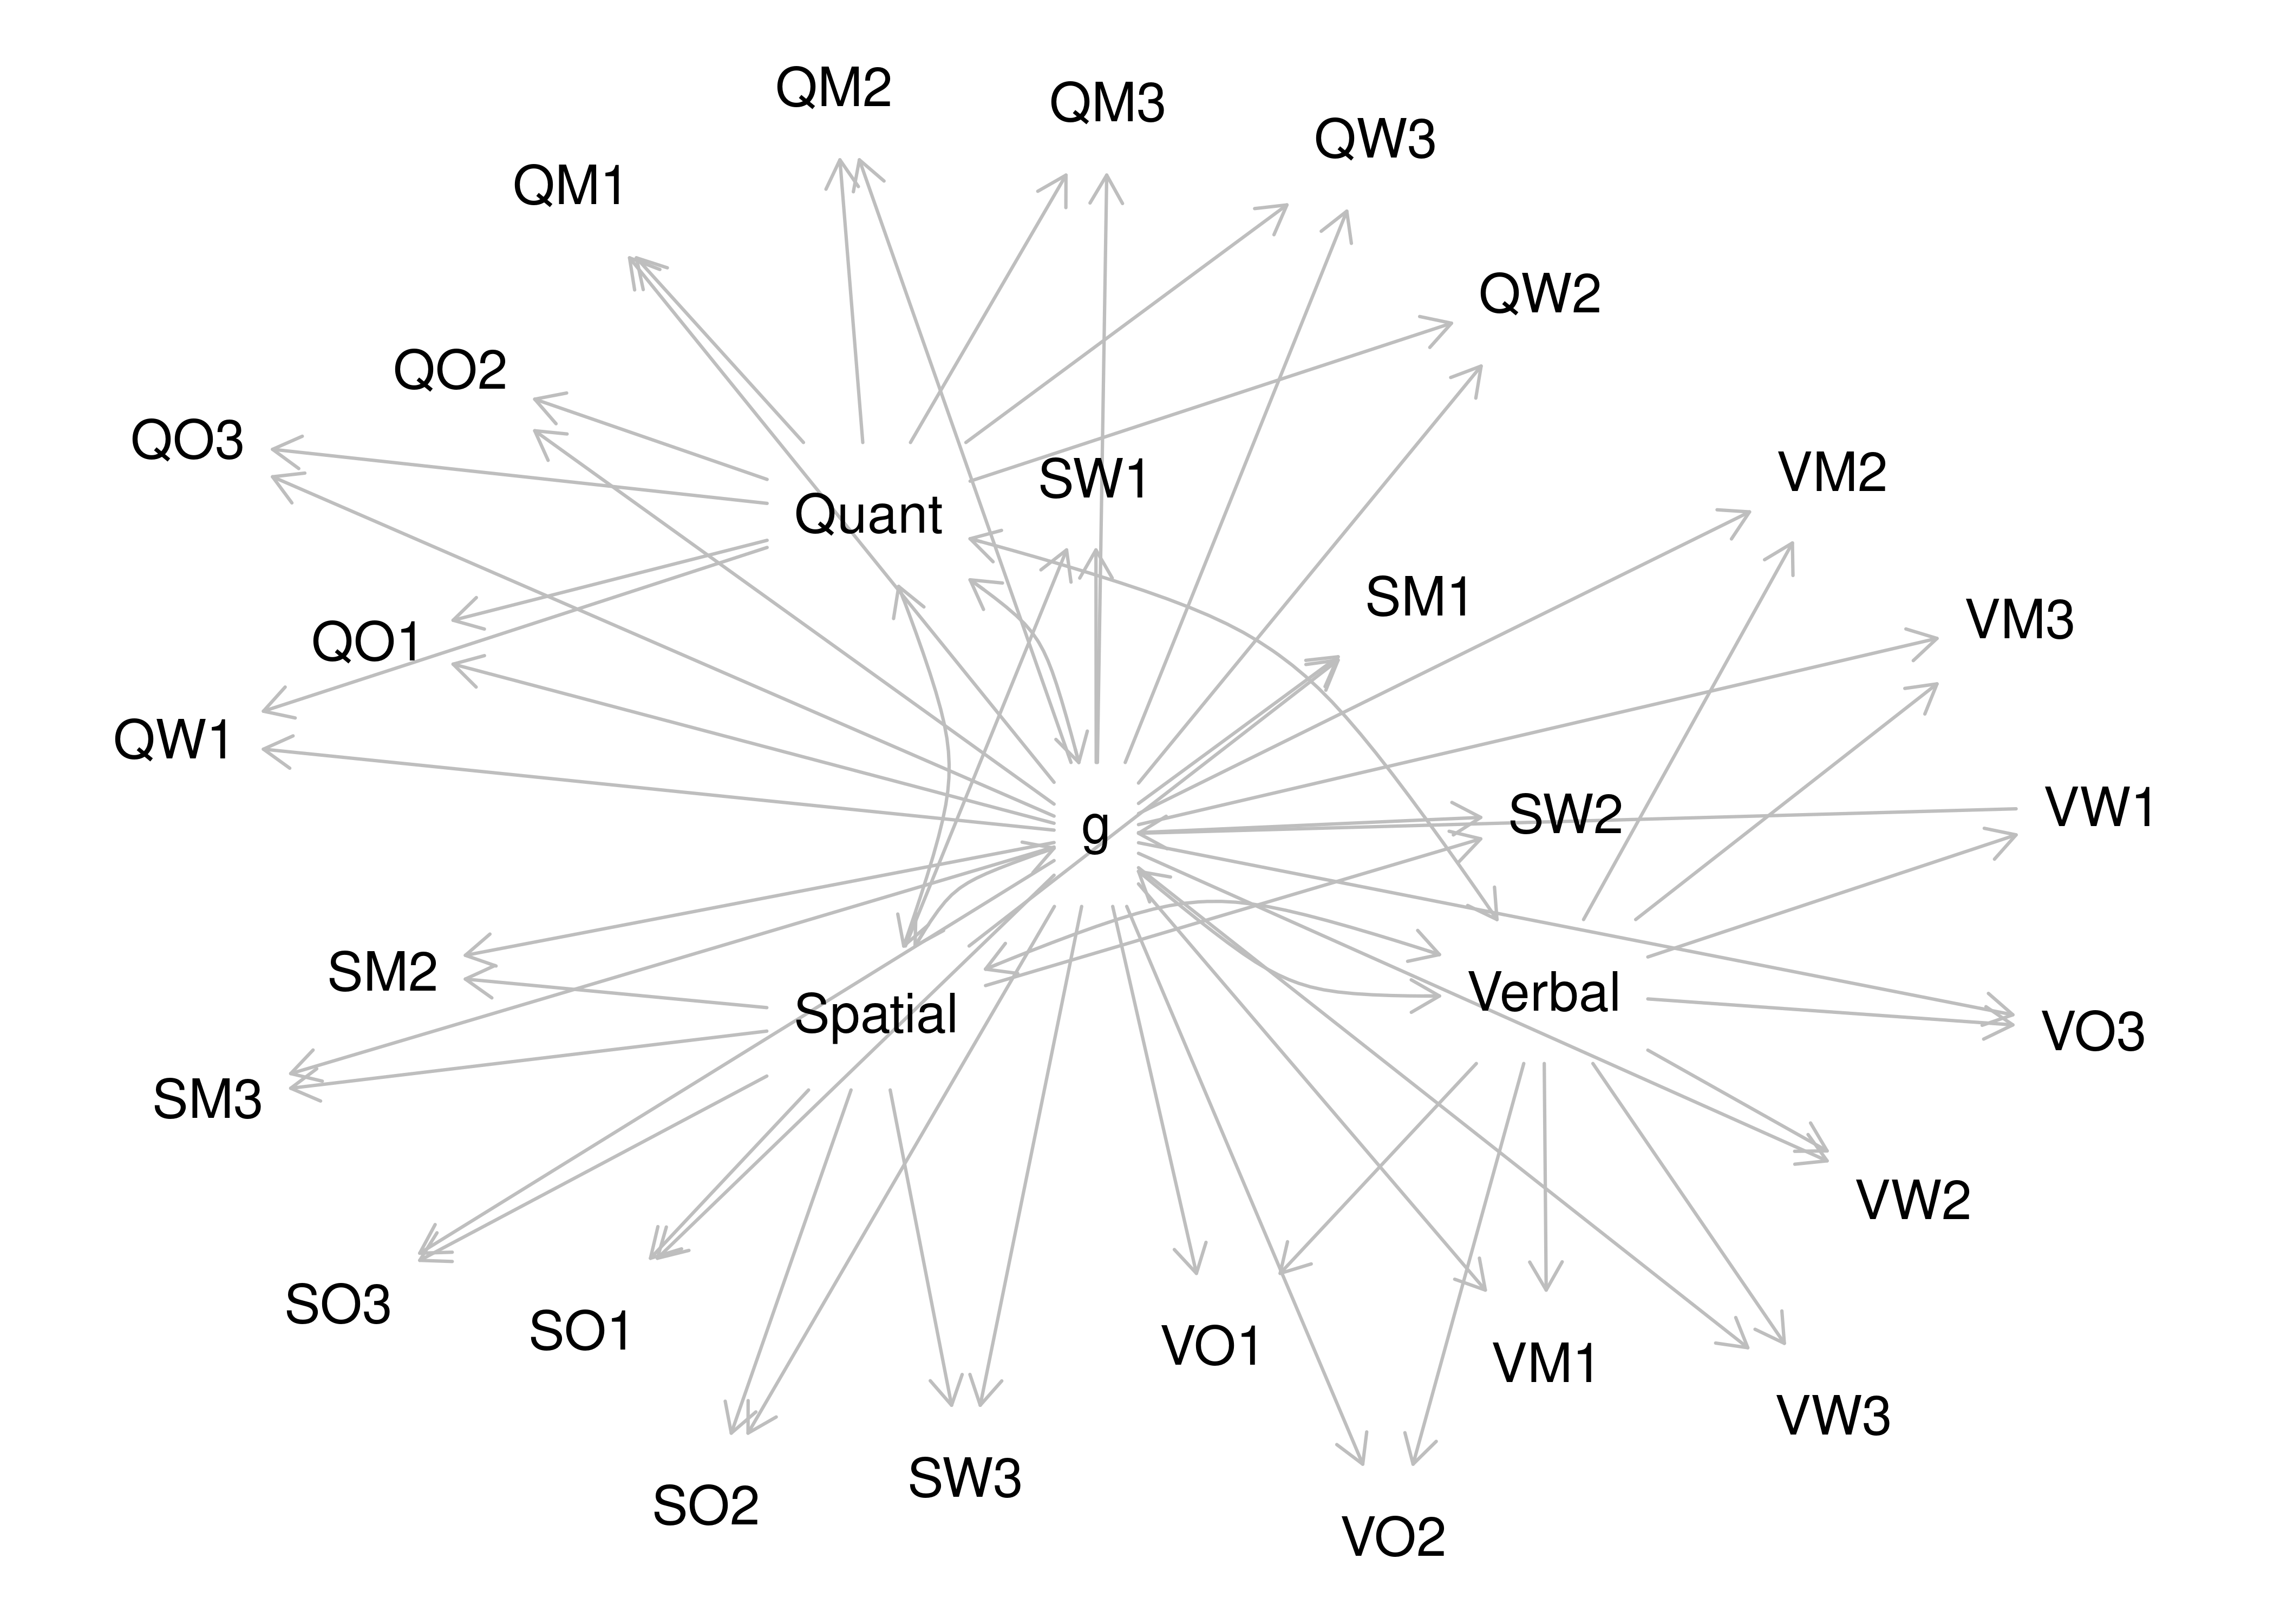 QM2
QM3
QW3
QM1
QW2
QO2
QO3
VM2
SW1
Quant
SM1
VM3
QO1
QW1
VW1
SW2
g
SM2
Verbal
Spatial
VO3
SM3
VW2
SO3
SO1
VO1
VM1
VW3
SW3
SO2
VO2